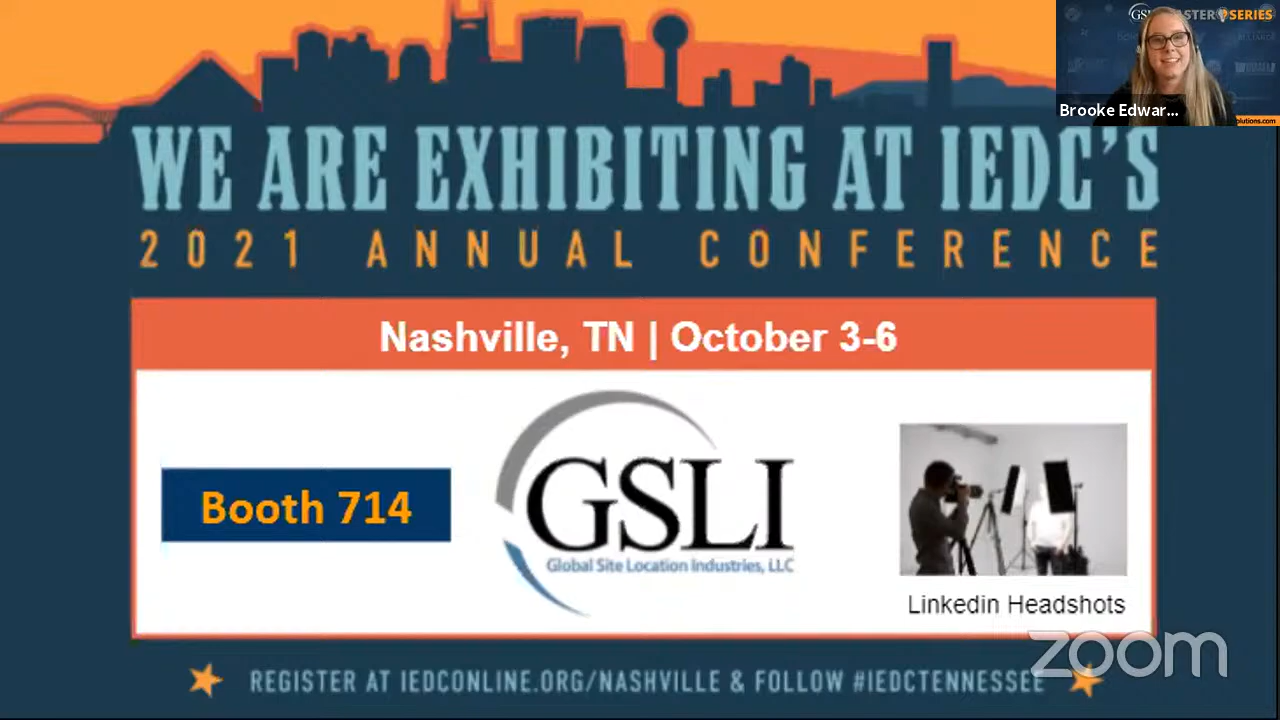 WE ARE EXHIBITING AT IEDC'S
2021 ANNUAL CONFERENCE
Nashville, TN | October 3-6
Booth 714
GSLI
Global Site Location Industries, LLC
Linkedin Headshots
REGISTER AT IEDCONLINE.ORG/NASHVILLE & FOLLOW #IEDCTENNESSEE
zoom
SERIES
Brooke Edwar...